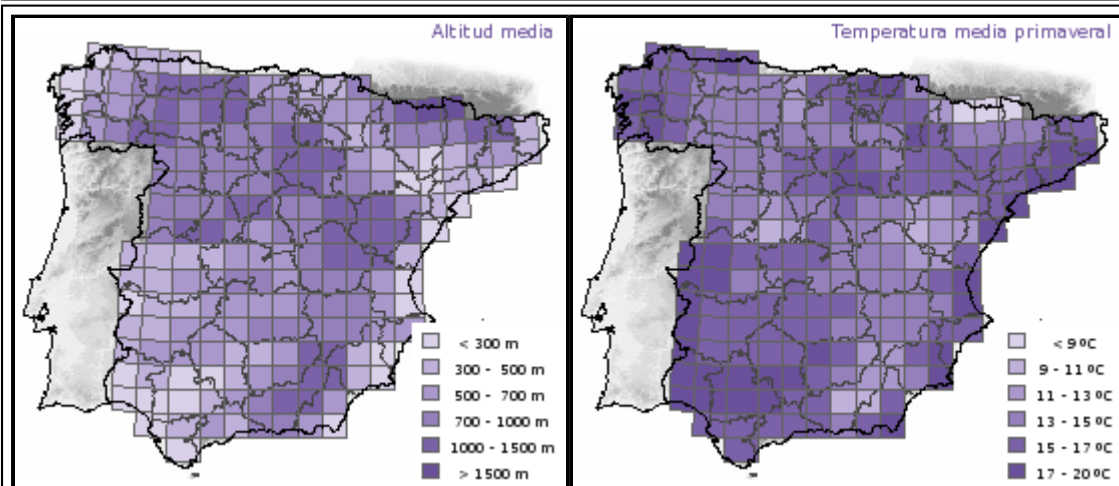 Altitud media
< 300 m
300 - 500 m
500 - 700 m
700 - 1000 m
1000 - 1500 m
> 1500 m
Temperatura media primaveral
< 9 ºC
9 - 11 ºC
11 - 13 ºC
13 - 15 ºC
15 - 17 ºC
17 - 20 ºC